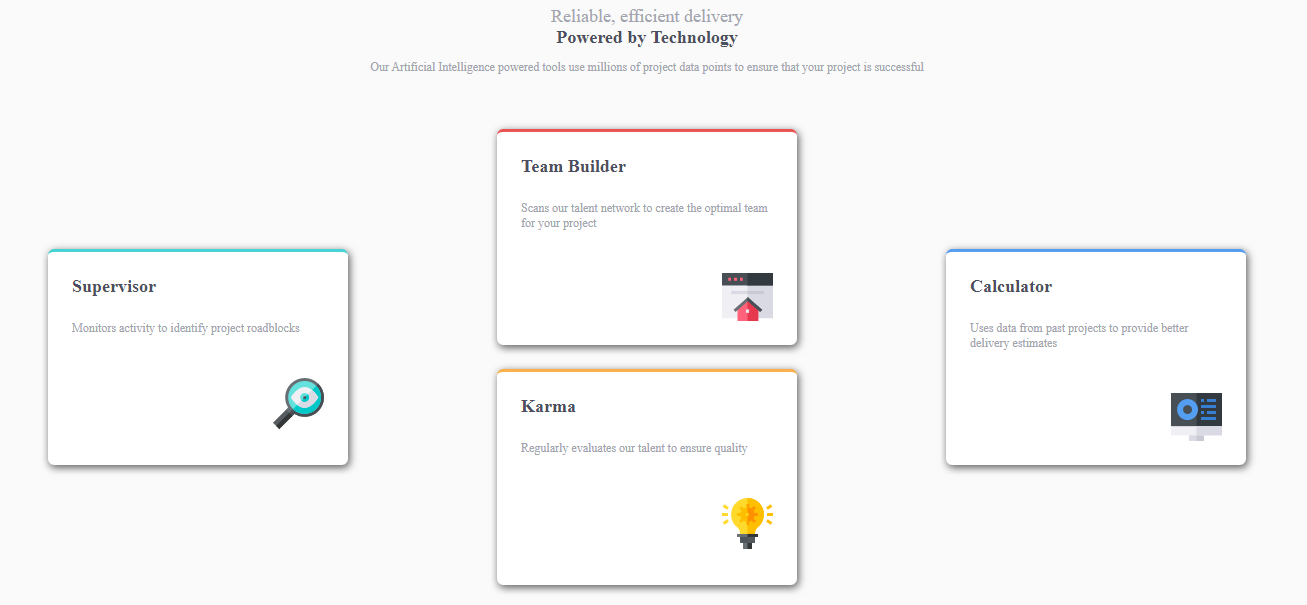 Reliable, efficient delivery
Powered by Technology
Our Artificial Intelligence powered tools use millions of project data points to ensure that your project is successful
Supervisor
Monitors activity to identify project roadblocks
Team Builder
Scans our talent network to create the optimal team
for your project
Karma
Regularly evaluates our talent to ensure quality
Calculator
Uses data from past projects to provide better
delivery estimates